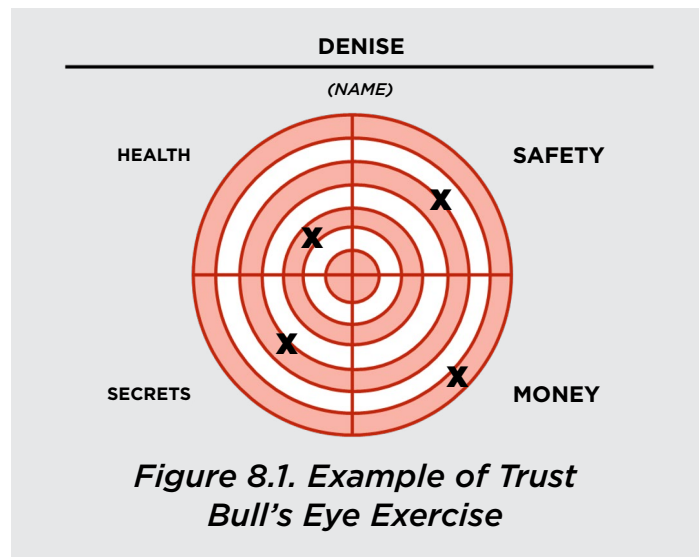 DENISE
(NAME)
HEALTH
SAFETY
X
X
X
X
SECRETS
MONEY
Figure 8.1. Example of Trust
Bull's Eye Exercise